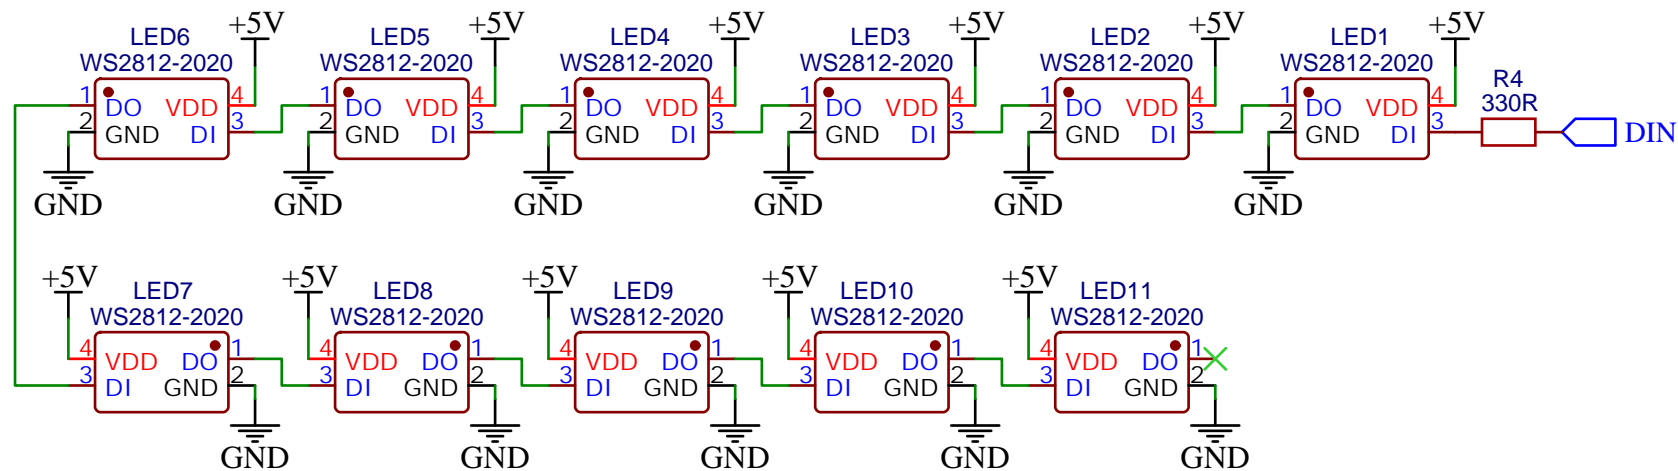 +5V +5V +5V +5V +5V +5V
LED6 LED5 LED4 LED3 LED2 LED1
WS2812-2020 WS2812-2020 WS2812-2020 WS2812-2020 WS2812-2020 WS2812-2020
R4
330R
1 DO VDD 4 1 DO VDD 4 1 DO VDD 4 1 DO VDD 4 1 DO VDD 4 1 DO VDD 4
2 GND DI 3 2 GND DI 3 2 GND DI 3 2 GND DI 3 2 GND DI 3 2 GND DI 3 DIN
GND GND GND GND GND GND
+5V +5V +5V +5V +5V
LED7 LED8 LED9 LED10 LED11
WS2812-2020 WS2812-2020 WS2812-2020 WS2812-2020 WS2812-2020
4 VDD DO 1 4 VDD DO 1 4 VDD DO 1 4 VDD DO 1 4 VDD DO 1
3 DI GND 2 3 DI GND 2 3 DI GND 2 3 DI GND 2 3 DI GND 2
GND GND GND GND GND